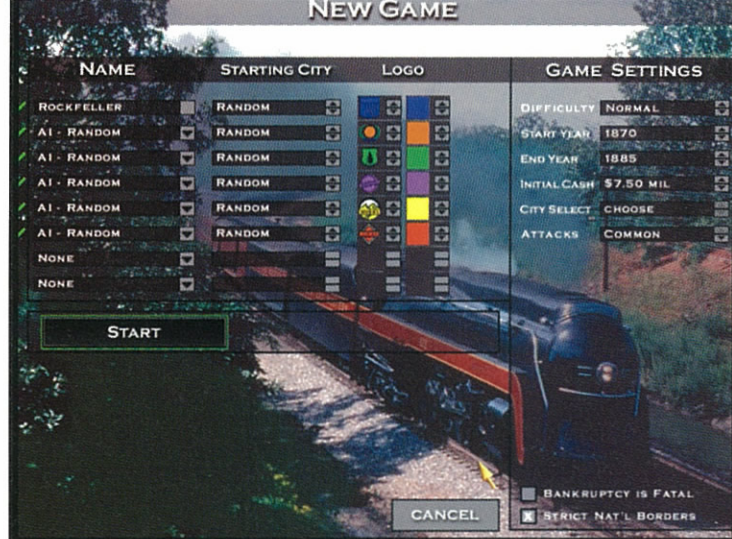 NEW GAME
NAME STARTING CITY LOGO
ROCKFELLER RANDOM
AI - RANDOM RANDOM
AI - RANDOM RANDOM
AI - RANDOM RANDOM
AI - RANDOM RANDOM
AI - RANDOM RANDOM
NONE
NONE
START
GAME SETTINGS
DIFFICULTY NORMAL
START YEAR 1870
END YEAR 1885
INITIAL CASH $7.50 MIL
CITY SELECT CHOOSE
ATTACKS COMMON
BANKRUPTCY IS FATAL
STRICT NAT'L BORDERS
CANCEL